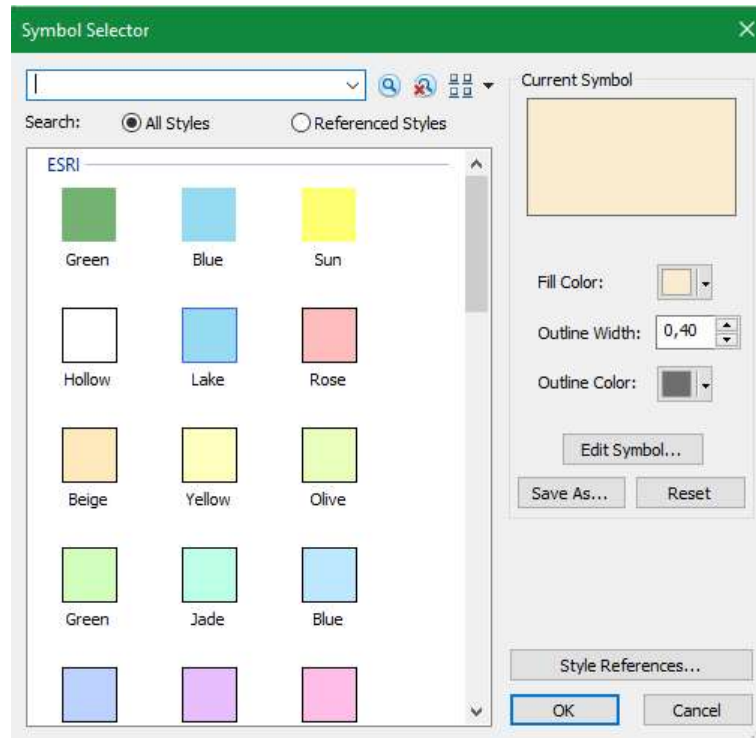 Symbol Selector
Search: All Styles Referenced Styles
ESRI
Green Blue Sun
Hollow Lake Rose
Beige Yellow Olive
Green Jade Blue
Current Symbol
Fill Color:
Outline Width: 0,40
Outline Color:
Edit Symbol...
Save As... Reset
Style References...
OK Cancel